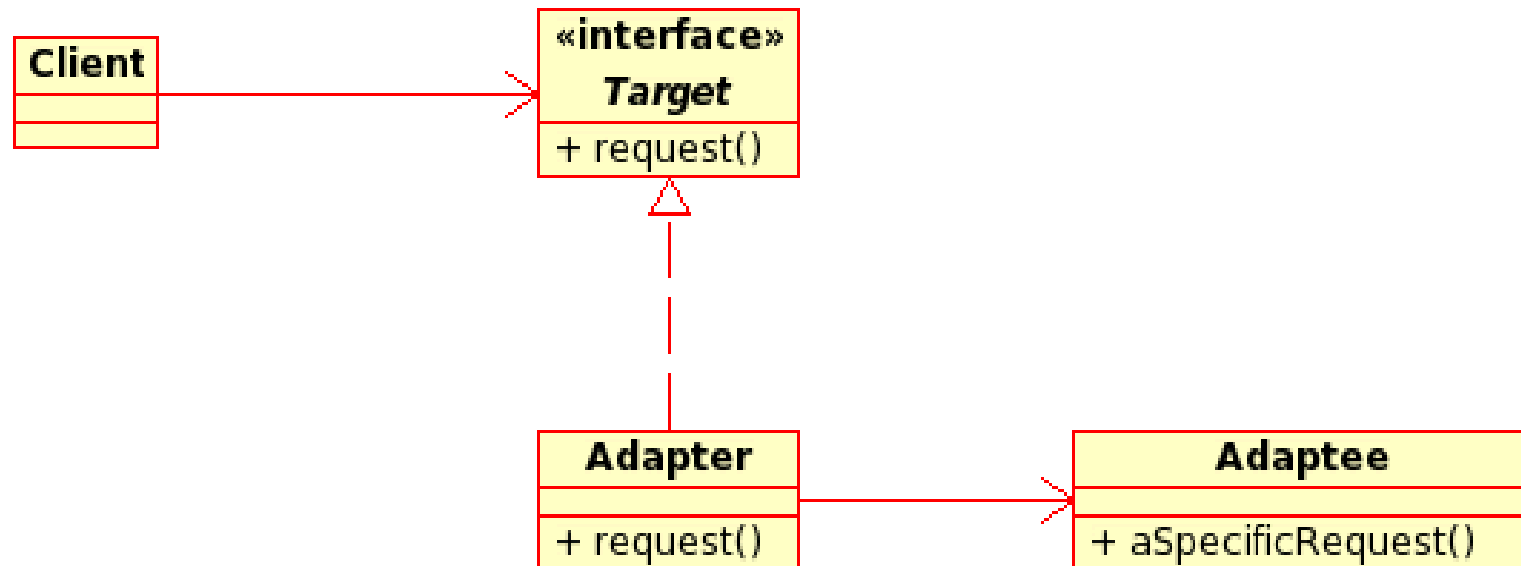 Client
«interface»
Target
+ request()
Adapter
+ request()
Adaptee
+ aSpecificRequest()